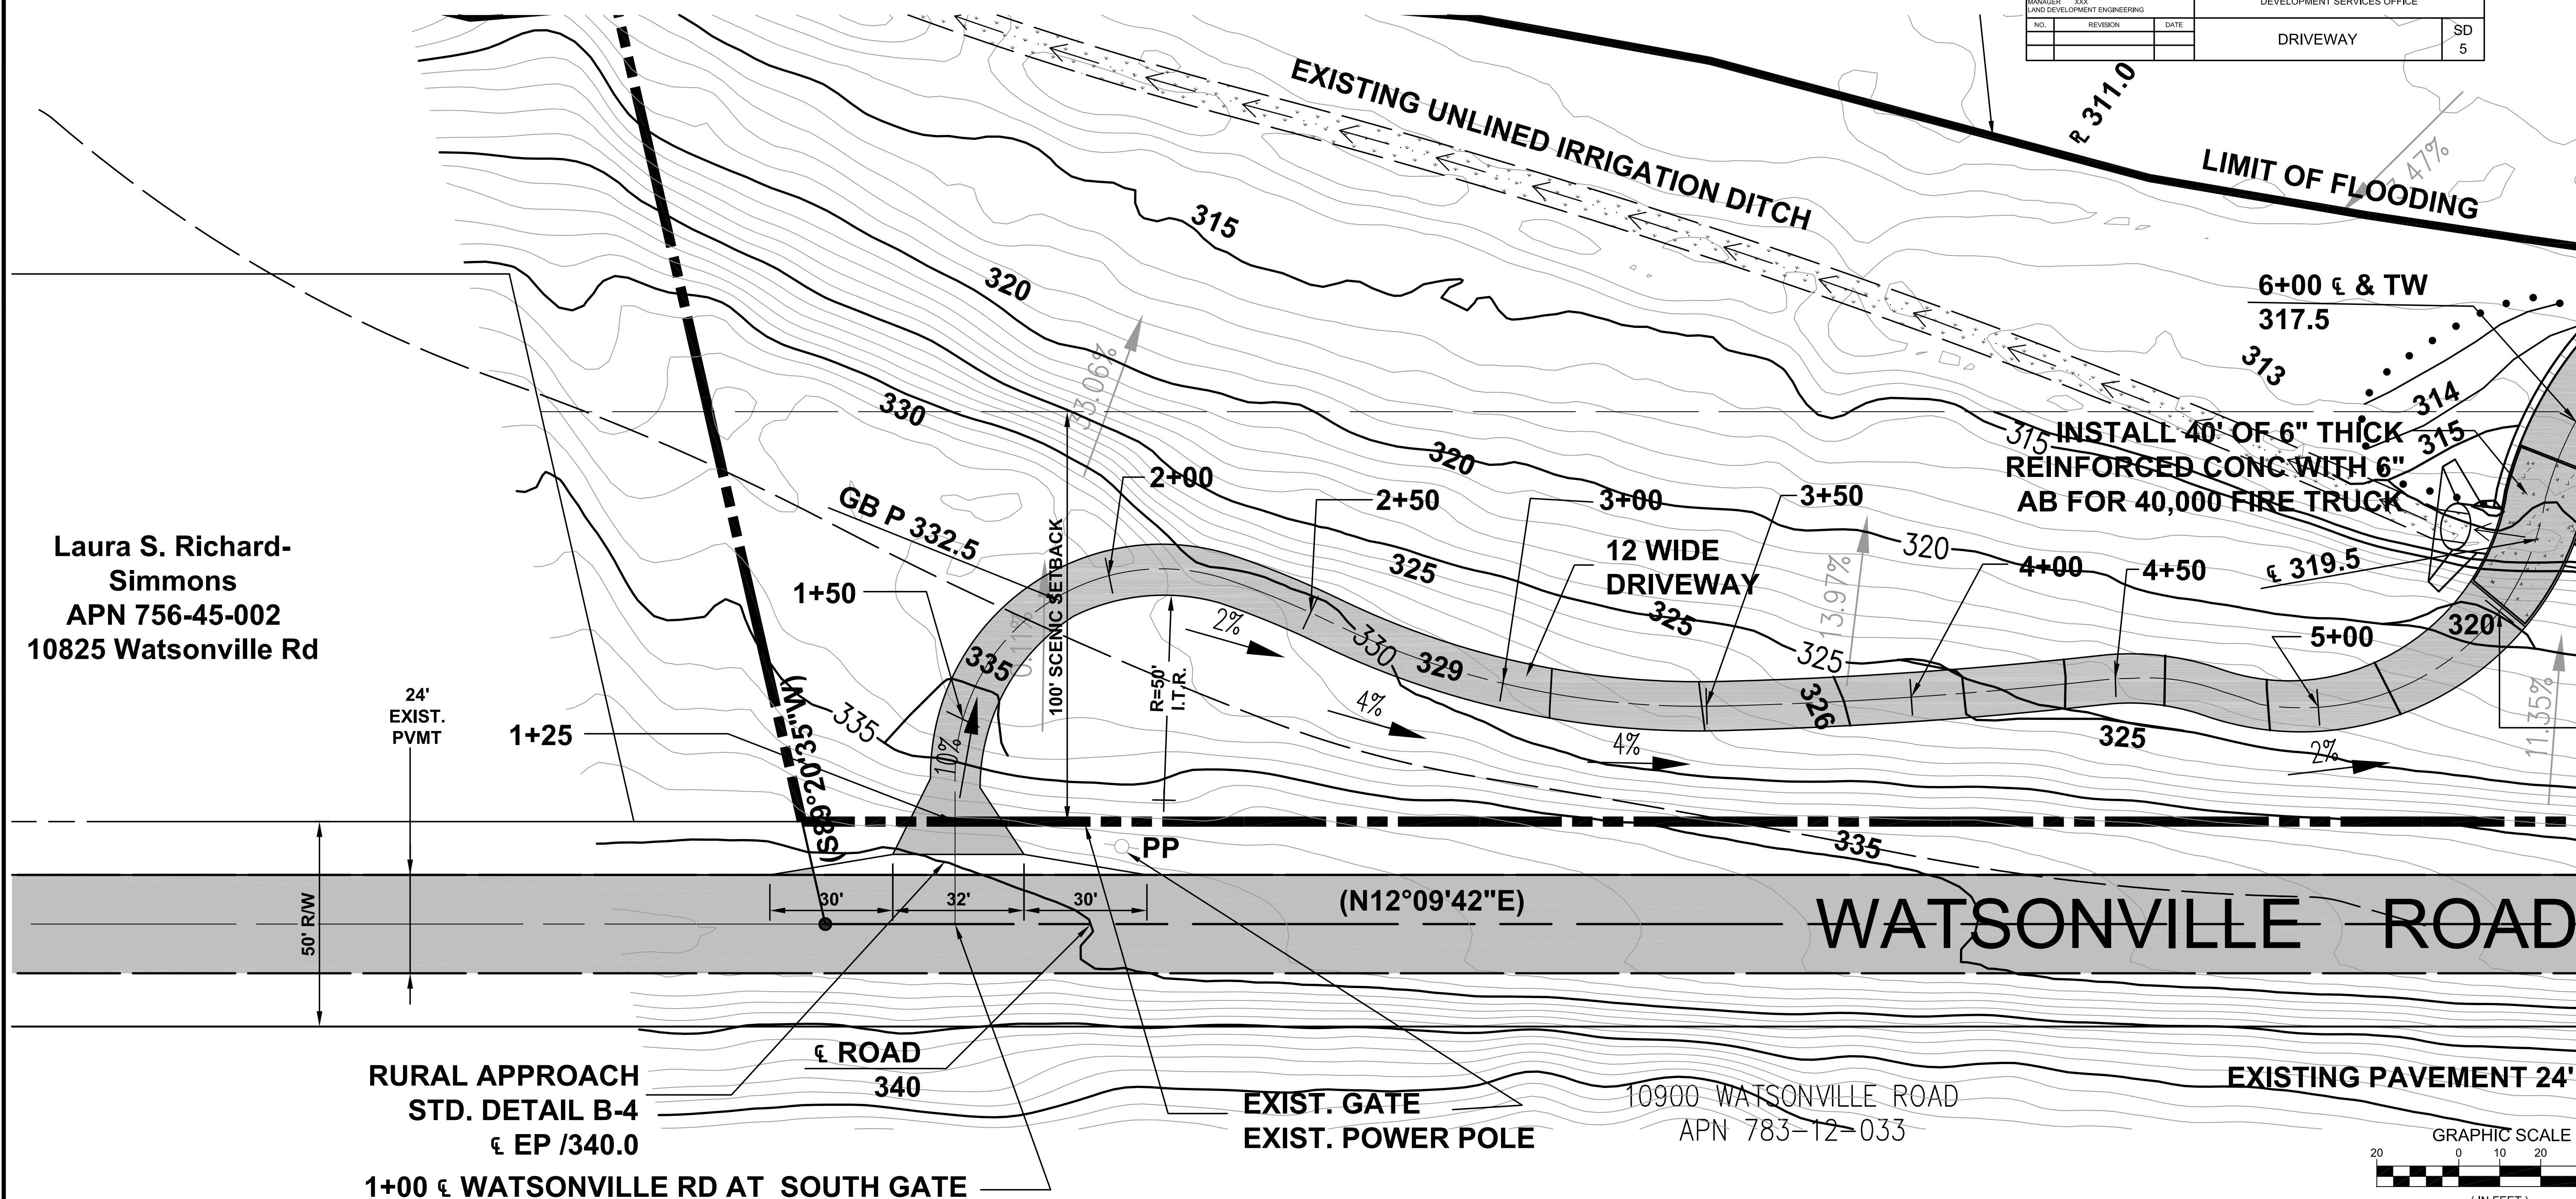 MANAGER XXX
LAND DEVELOPMENT ENGINEERING
DEVELOPMENT SERVICES OFFICE
NO. REVISION DATE
DRIVEWAY
SD
5
EXISTING UNLINED IRRIGATION DITCH
℄ 311.0
LIMIT OF FLOODING
47%
315
320
330
33.06%
6+00 ℄ & TW
317.5
313
314
315
315
INSTALL 40' OF 6" THICK
REINFORCED CONC WITH 6"
AB FOR 40,000 FIRE TRUCK
℄ 319.5
GB P 332.5
2+00
2+50
3+00
3+50
320
320
12 WIDE
DRIVEWAY
325
325
325
13.97%
4+00
4+50
5+00
320
11.35%
1+50
1+25
335
335
10%
100' SCENIC SETBACK
R=50'
I.T.R.
2%
4%
4%
2%
330
329
326
325
Laura S. Richard-
Simmons
APN 756-45-002
10825 Watsonville Rd
24'
EXIST.
PVMT
(S89°20'35"W)
PP
335
50' R/W
30'
32'
30'
(N12°09'42"E)
WATSONVILLE ROAD
RURAL APPROACH
STD. DETAIL B-4
℄ EP /340.0
℄ ROAD
340
1+00 ℄ WATSONVILLE RD AT SOUTH GATE
EXIST. GATE
EXIST. POWER POLE
10900 WATSONVILLE ROAD
APN 783-12-033
EXISTING PAVEMENT 24'
GRAPHIC SCALE
20 0 10 20
( IN FEET )